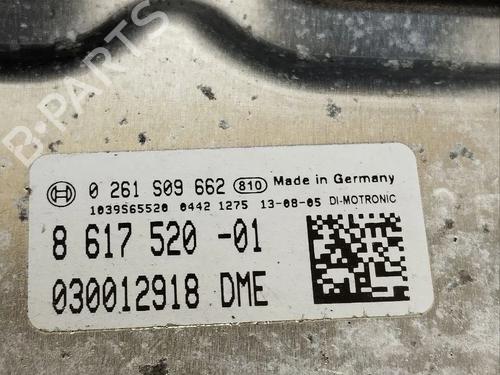 B-PARTS
BOSCH 0 261 S09 662 810 Made in Germany
1039S65520 0442 1275 13-08-05 DI-MOTRONIC
8 617 520 -01
030012918 DME